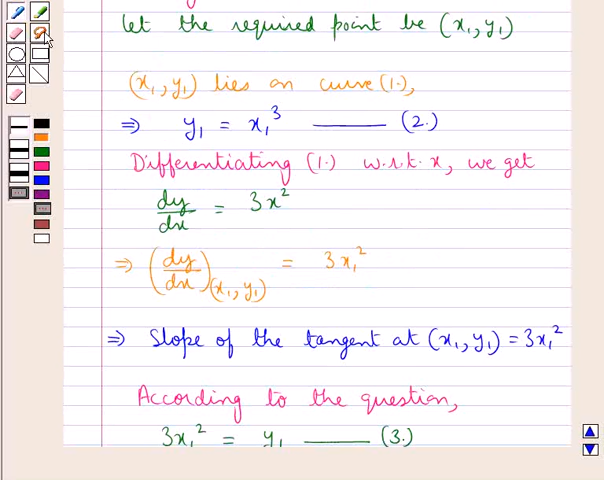 let the required point be (x₁, y₁)
(x₁, y₁) lies on curve (1.),
⇒ y₁ = x₁³ ——— (2.)
Differentiating (1.) w.r.t. x, we get
dy/dx = 3x²
⇒ (dy/dx)(x₁, y₁) = 3x₁²
⇒ Slope of the tangent at (x₁, y₁) = 3x₁²
According to the question,
3x₁² = y₁ ——— (3.)